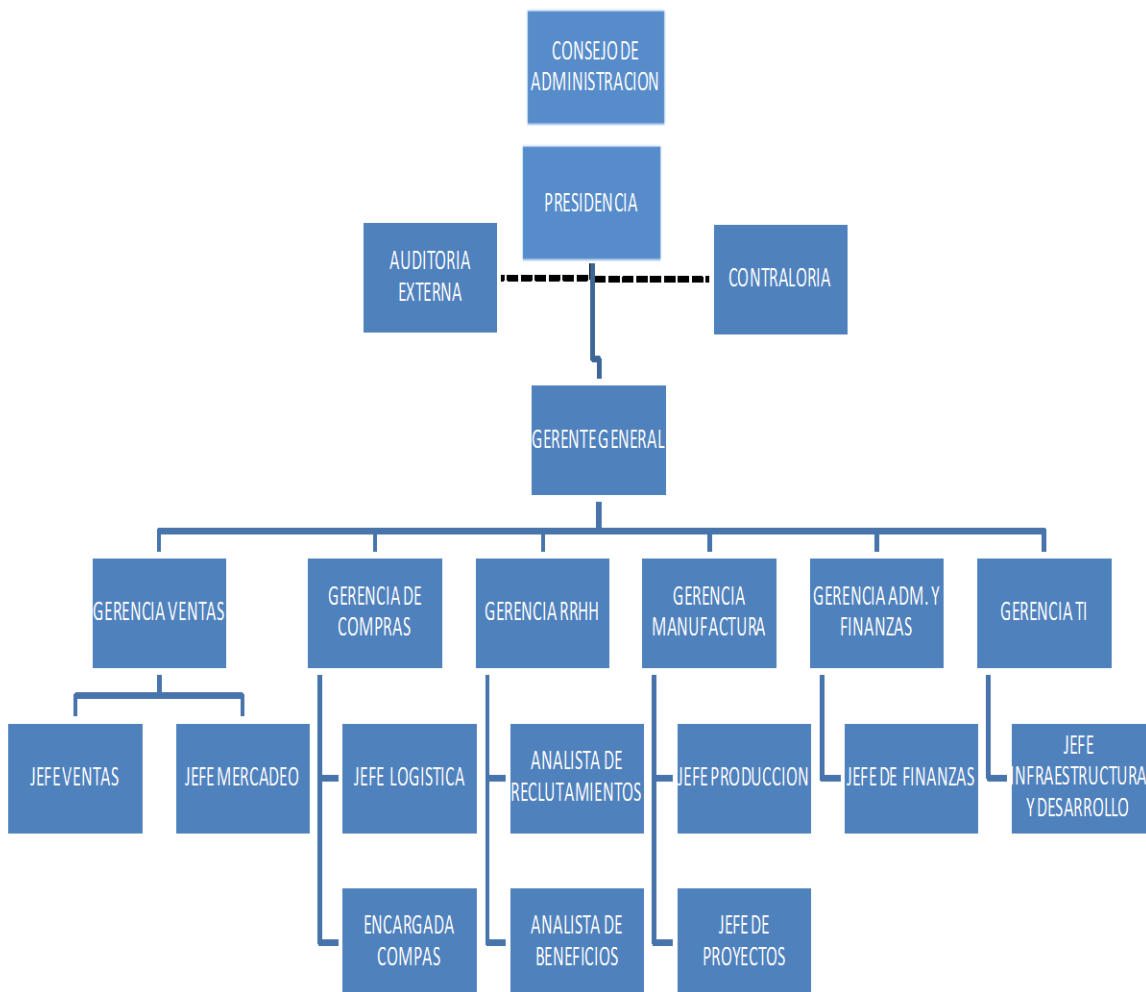 CONSEJO DE
ADMINISTRACION
PRESIDENCIA
AUDITORIA
EXTERNA
CONTRALORIA
GERENTE GENERAL
GERENCIA VENTAS
GERENCIA DE
COMPRAS
GERENCIA RRHH
GERENCIA
MANUFACTURA
GERENCIA ADM. Y
FINANZAS
GERENCIA TI
JEFE VENTAS
JEFE MERCADEO
JEFE LOGISTICA
ANALISTA DE
RECLUTAMIENTOS
JEFE PRODUCCION
JEFE DE FINANZAS
JEFE
INFRAESTRUCTURA
Y DESARROLLO
ENCARGADA
COMPAS
ANALISTA DE
BENEFICIOS
JEFE DE
PROYECTOS